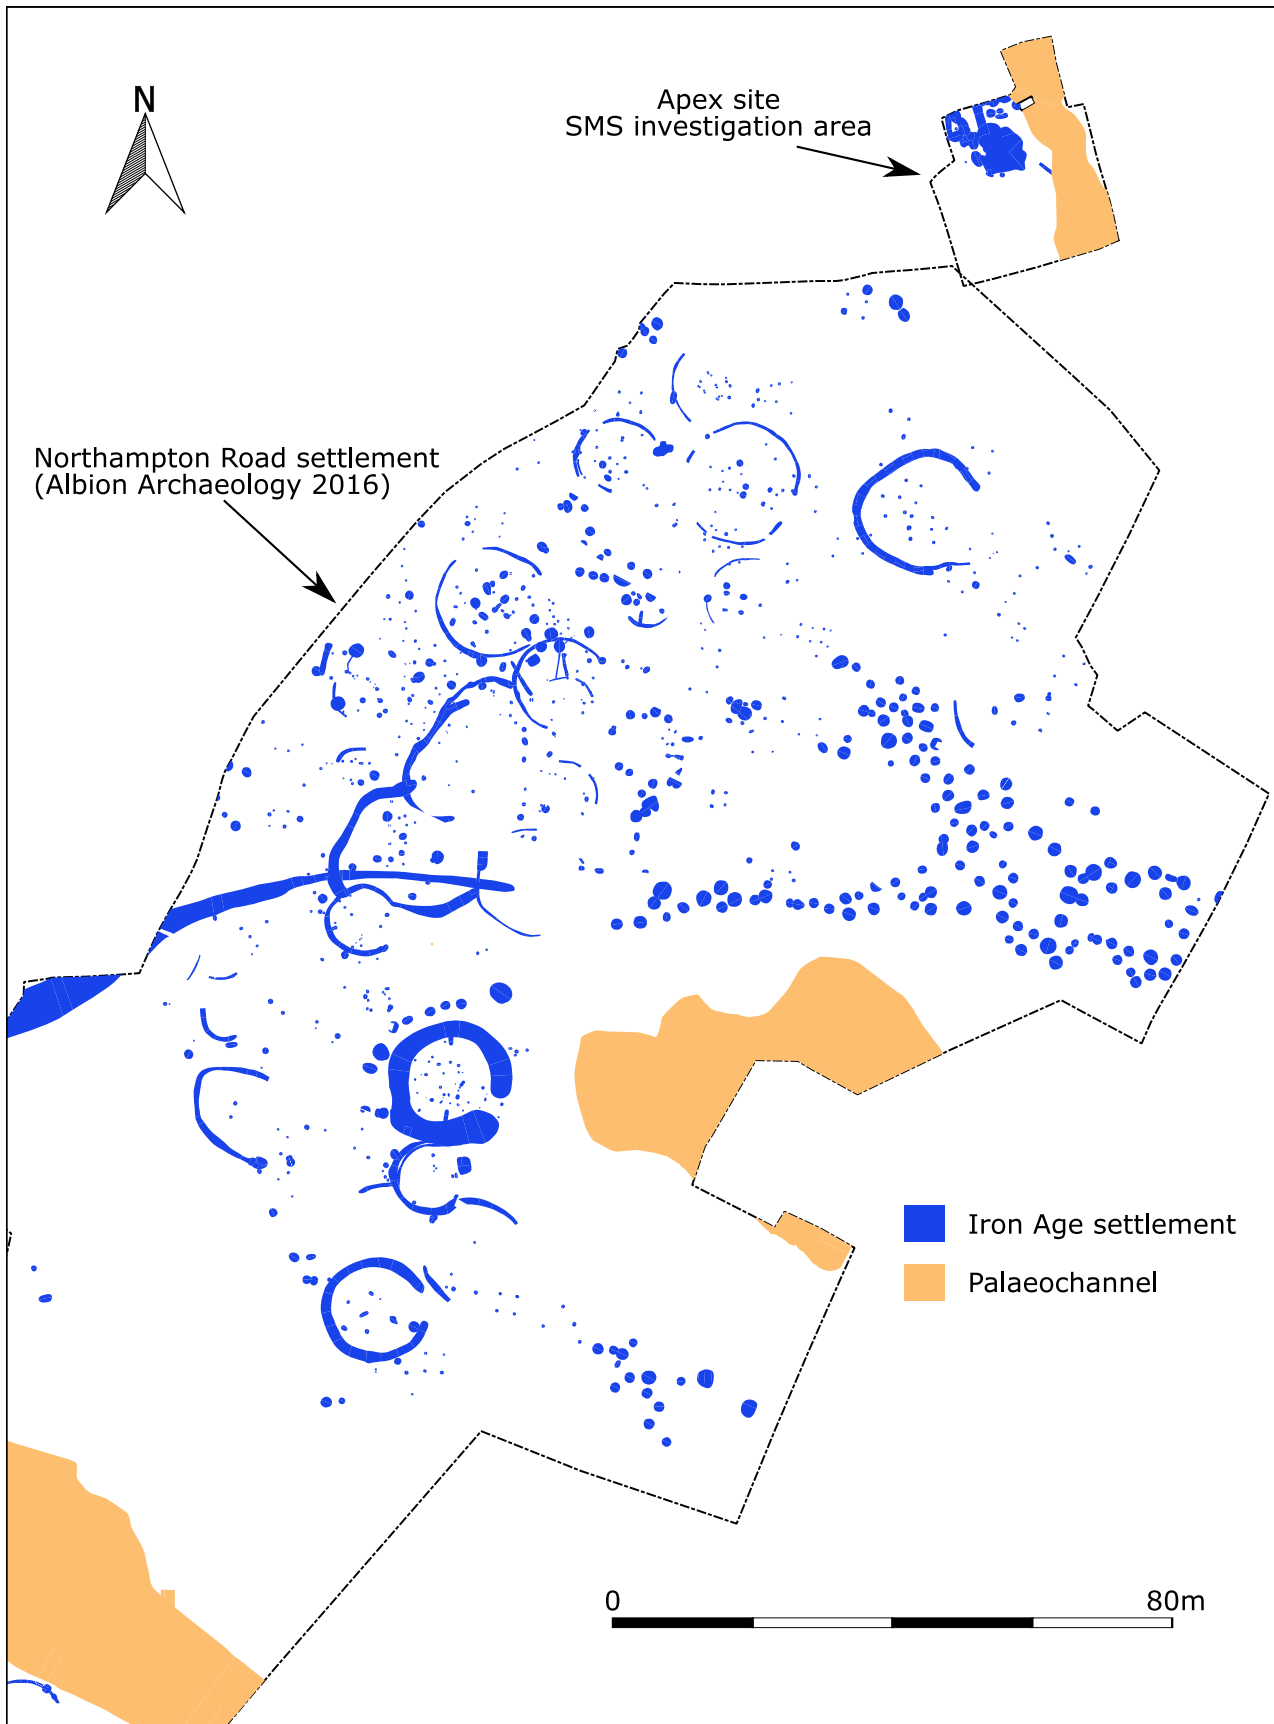 N
Apex site
SMS investigation area
Northampton Road settlement
(Albion Archaeology 2016)
Iron Age settlement
Palaeochannel
0 80m